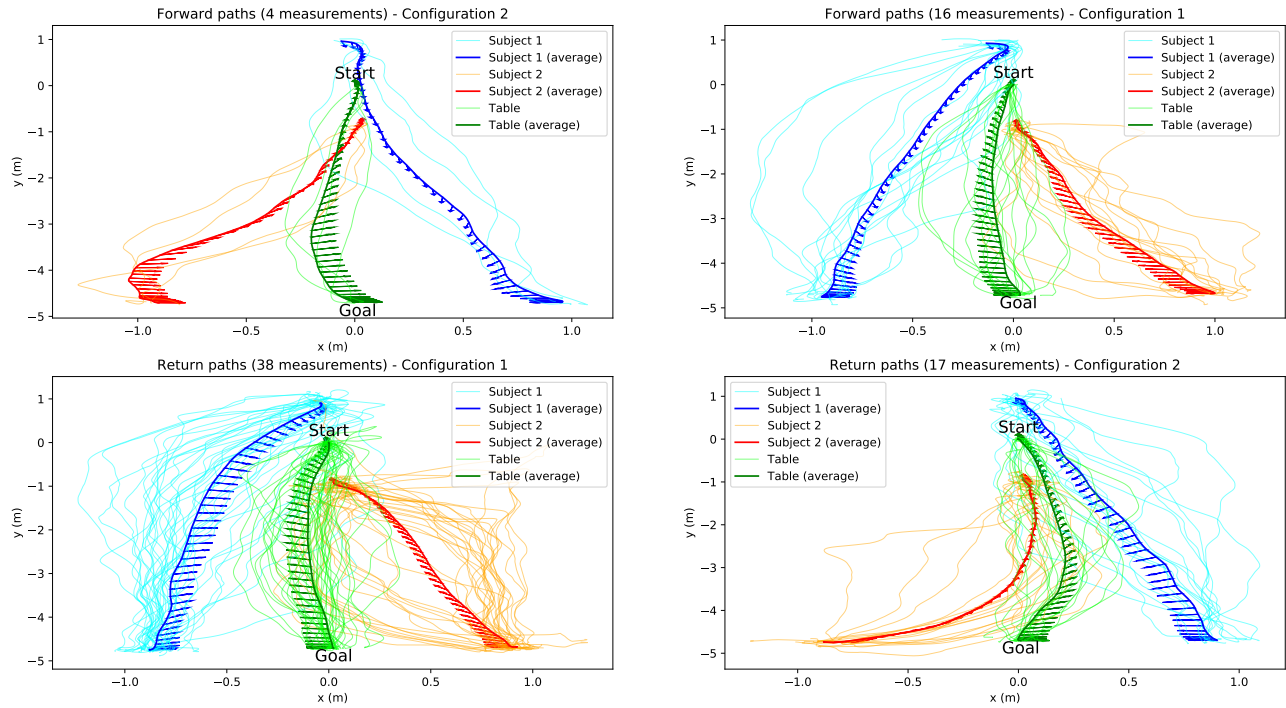 Forward paths (4 measurements) - Configuration 2
1
0
−1
−2
−3
−4
−5
y (m)
Start
Goal
Subject 1
Subject 1 (average)
Subject 2
Subject 2 (average)
Table
Table (average)
−1.0
−0.5
0.0
0.5
1.0
x (m)
Forward paths (16 measurements) - Configuration 1
1
0
−1
−2
−3
−4
−5
y (m)
Start
Goal
Subject 1
Subject 1 (average)
Subject 2
Subject 2 (average)
Table
Table (average)
−1.0
−0.5
0.0
0.5
1.0
x (m)
Return paths (38 measurements) - Configuration 1
1
0
−1
−2
−3
−4
−5
y (m)
Start
Goal
Subject 1
Subject 1 (average)
Subject 2
Subject 2 (average)
Table
Table (average)
−1.0
−0.5
0.0
0.5
1.0
x (m)
Return paths (17 measurements) - Configuration 2
1
0
−1
−2
−3
−4
−5
y (m)
Subject 1
Subject 1 (average)
Subject 2
Subject 2 (average)
Table
Table (average)
Start
Goal
−1.0
−0.5
0.0
0.5
1.0
x (m)